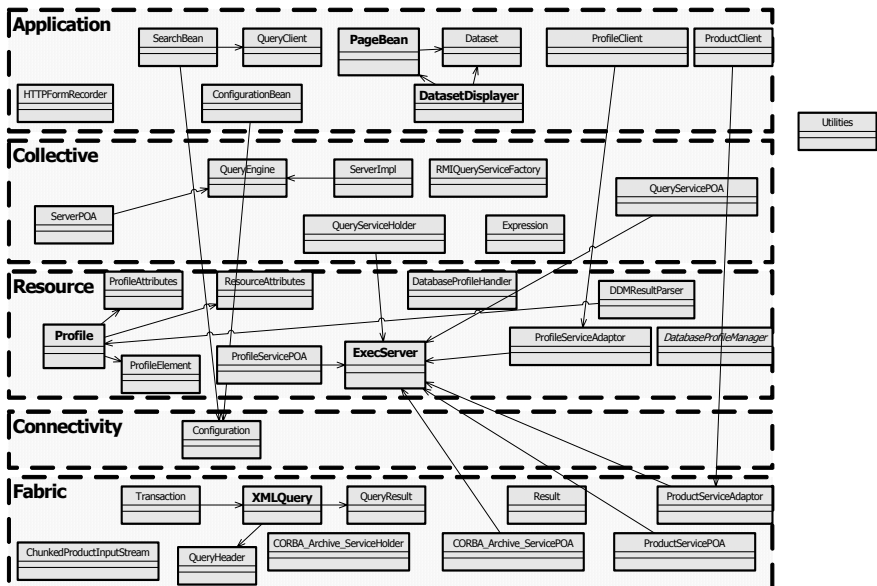 Application
SearchBean
QueryClient
PageBean
Dataset
ProfileClient
ProductClient
HTTPFormRecorder
ConfigurationBean
DatasetDisplayer
Utilities
Collective
QueryEngine
ServerImpl
RMIQueryServiceFactory
QueryServicePOA
ServerPOA
QueryServiceHolder
Expression
Resource
ProfileAttributes
ResourceAttributes
DatabaseProfileHandler
DDMResultParser
Profile
ProfileElement
ProfileServicePOA
ExecServer
ProfileServiceAdaptor
DatabaseProfileManager
Connectivity
Configuration
Fabric
Transaction
XMLQuery
QueryResult
Result
ProductServiceAdaptor
ChunkedProductInputStream
QueryHeader
CORBA_Archive_ServiceHolder
CORBA_Archive_ServicePOA
ProductServicePOA